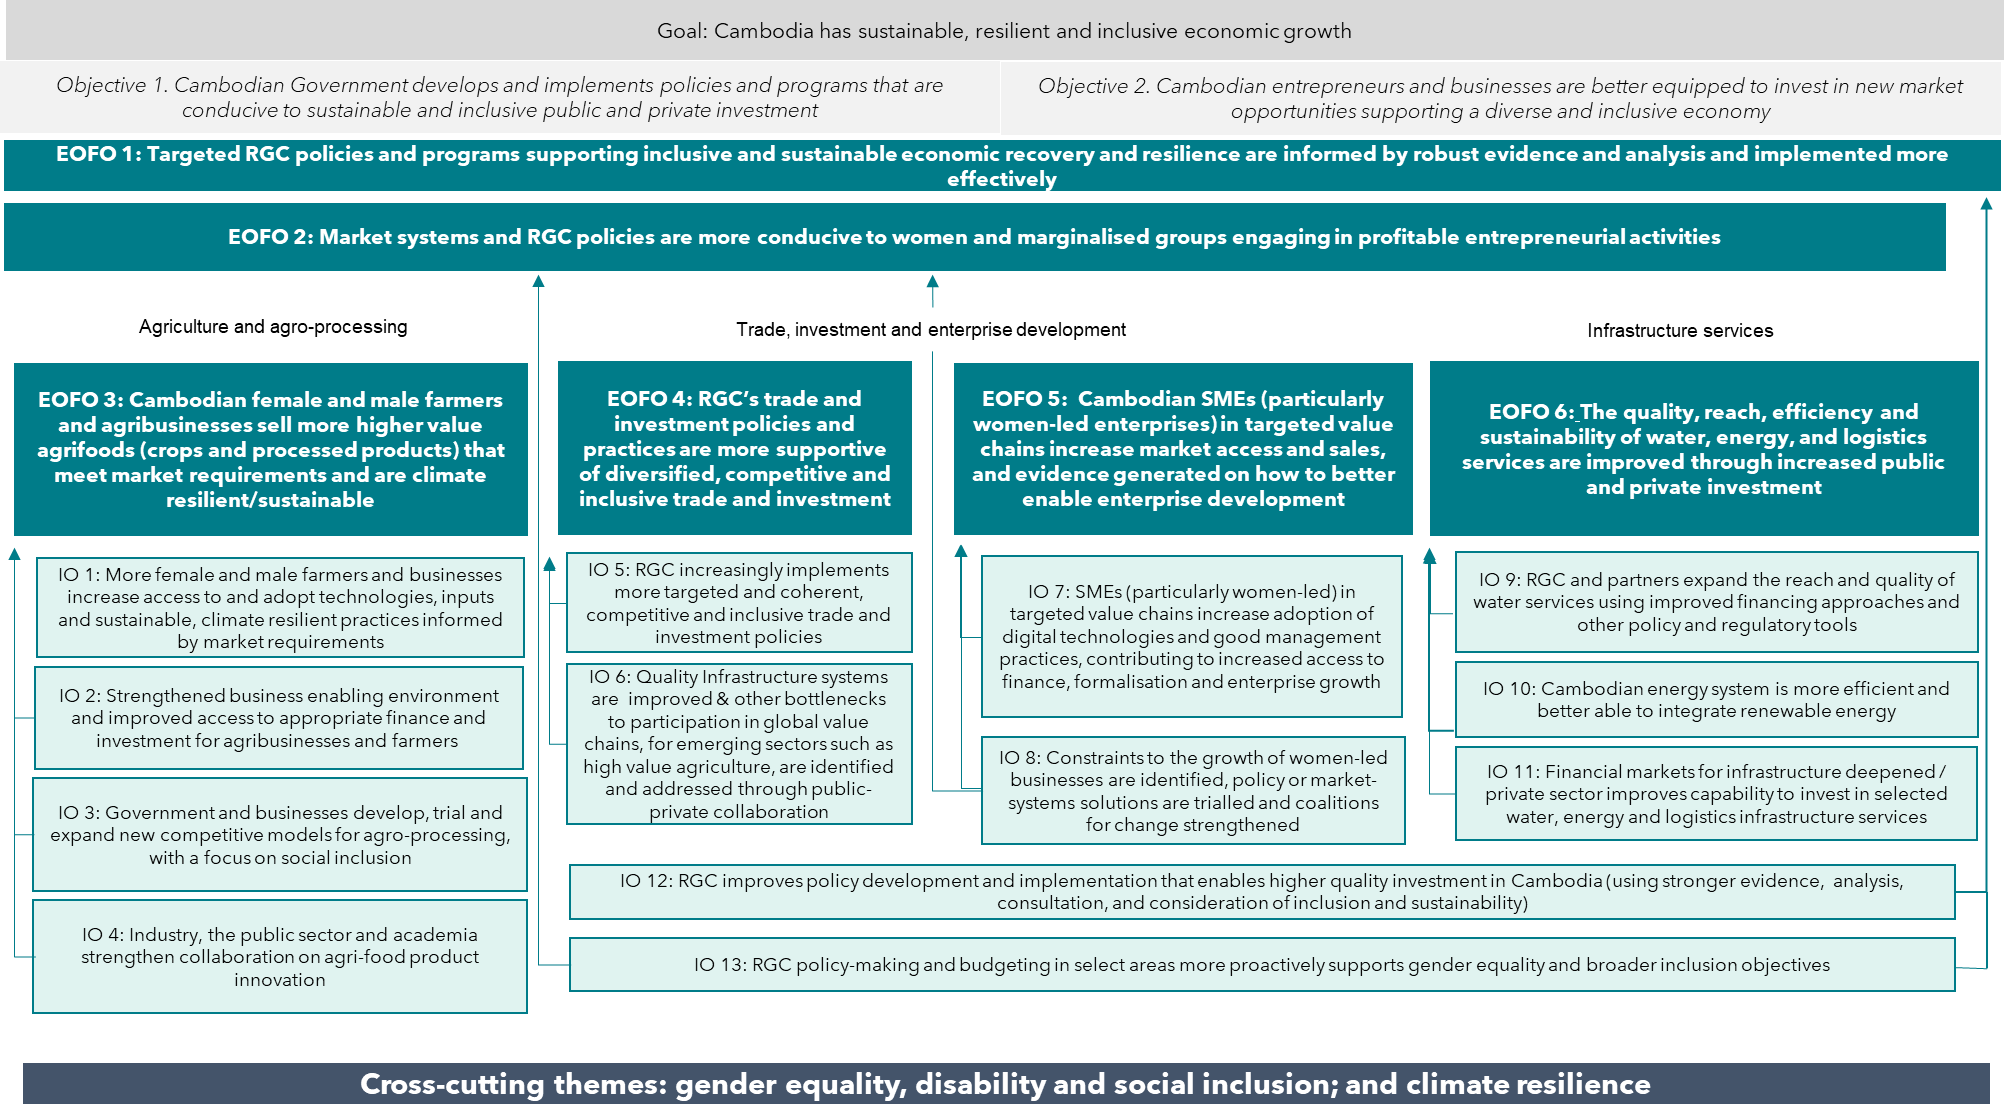 Goal: Cambodia has sustainable, resilient and inclusive economic growth
Objective 1. Cambodian Government develops and implements policies and programs that are
conducive to sustainable and inclusive public and private investment
Objective 2. Cambodian entrepreneurs and businesses are better equipped to invest in new market
opportunities supporting a diverse and inclusive economy
EOFO 1: Targeted RGC policies and programs supporting inclusive and sustainable economic recovery and resilience are informed by robust evidence and analysis and implemented more
effectively
EOFO 2: Market systems and RGC policies are more conducive to women and marginalised groups engaging in profitable entrepreneurial activities
Agriculture and agro-processing
Trade, investment and enterprise development
Infrastructure services
EOFO 3: Cambodian female and male farmers
and agribusinesses sell more higher value
agrifoods (crops and processed products) that
meet market requirements and are climate
resilient/sustainable
EOFO 4: RGC's trade and
investment policies and
practices are more supportive
of diversified, competitive and
inclusive trade and investment
EOFO 5: Cambodian SMEs (particularly
women-led enterprises) in targeted value
chains increase market access and sales,
and evidence generated on how to better
enable enterprise development
EOFO 6: The quality, reach, efficiency and
sustainability of water, energy, and logistics
services are improved through increased public
and private investment
IO 1: More female and male farmers and businesses
increase access to and adopt technologies, inputs
and sustainable, climate resilient practices informed
by market requirements
IO 2: Strengthened business enabling environment
and improved access to appropriate finance and
investment for agribusinesses and farmers
IO 3: Government and businesses develop, trial and
expand new competitive models for agro-processing,
with a focus on social inclusion
IO 4: Industry, the public sector and academia
strengthen collaboration on agri-food product
innovation
IO 5: RGC increasingly implements
more targeted and coherent,
competitive and inclusive trade and
investment policies
IO 6: Quality Infrastructure systems
are improved & other bottlenecks
to participation in global value
chains, for emerging sectors such as
high value agriculture, are identified
and addressed through public-
private collaboration
IO 7: SMEs (particularly women-led) in
targeted value chains increase adoption of
digital technologies and good management
practices, contributing to increased access to
finance, formalisation and enterprise growth
IO 8: Constraints to the growth of women-led
businesses are identified, policy or market-
systems solutions are trialled and coalitions
for change strengthened
IO 9: RGC and partners expand the reach and quality of
water services using improved financing approaches and
other policy and regulatory tools
IO 10: Cambodian energy system is more efficient and
better able to integrate renewable energy
IO 11: Financial markets for infrastructure deepened /
private sector improves capability to invest in selected
water, energy and logistics infrastructure services
IO 12: RGC improves policy development and implementation that enables higher quality investment in Cambodia (using stronger evidence, analysis,
consultation, and consideration of inclusion and sustainability)
IO 13: RGC policy-making and budgeting in select areas more proactively supports gender equality and broader inclusion objectives
Cross-cutting themes: gender equality, disability and social inclusion; and climate resilience